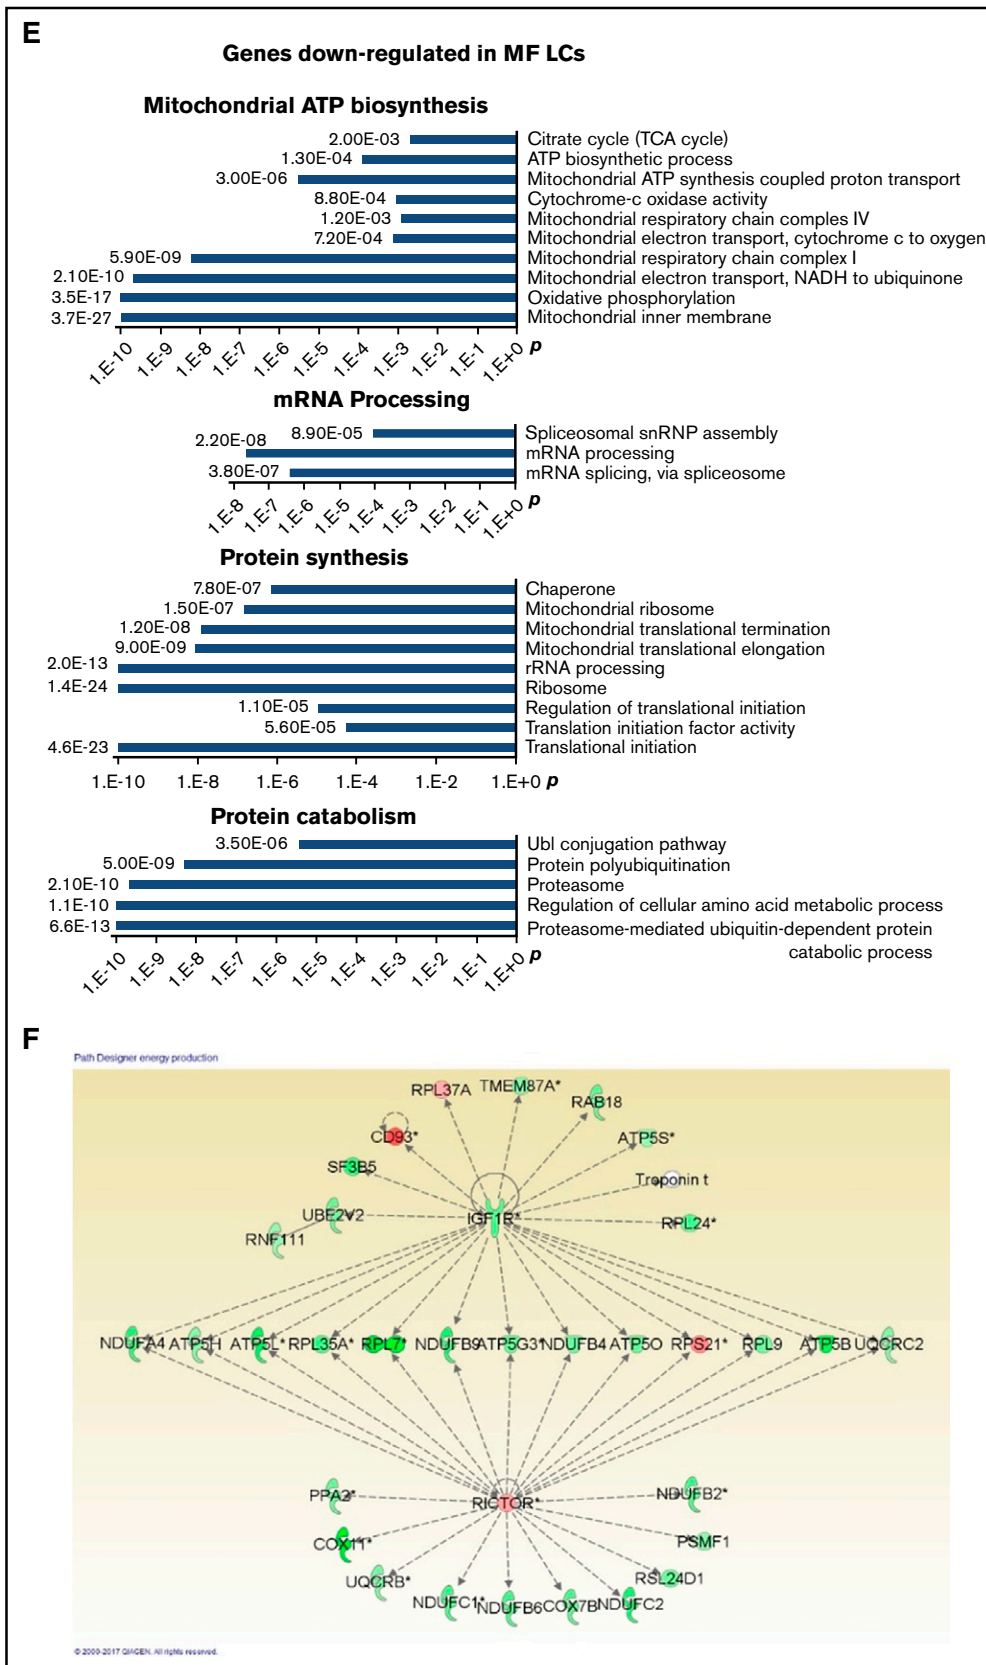 E
Genes down-regulated in MF LCs
Mitochondrial ATP biosynthesis
2.00E-03 Citrate cycle (TCA cycle)
1.30E-04 ATP biosynthetic process
3.00E-06 Mitochondrial ATP synthesis coupled proton transport
8.80E-04 Cytochrome-c oxidase activity
1.20E-03 Mitochondrial respiratory chain complex IV
7.20E-04 Mitochondrial electron transport, cytochrome c to oxygen
5.90E-09 Mitochondrial respiratory chain complex I
2.10E-10 Mitochondrial electron transport, NADH to ubiquinone
3.5E-17 Oxidative phosphorylation
3.7E-27 Mitochondrial inner membrane
1.E-10 1.E-9 1.E-8 1.E-7 1.E-6 1.E-5 1.E-4 1.E-3 1.E-2 1.E-1 1.E+0 p
mRNA Processing
8.90E-05 Spliceosomal snRNP assembly
2.20E-08 mRNA processing
3.80E-07 mRNA splicing, via spliceosome
1.E-8 1.E-7 1.E-6 1.E-5 1.E-4 1.E-3 1.E-2 1.E-1 1.E+0 p
Protein synthesis
7.80E-07 Chaperone
1.50E-07 Mitochondrial ribosome
1.20E-08 Mitochondrial translational termination
9.00E-09 Mitochondrial translational elongation
2.0E-13 rRNA processing
1.4E-24 Ribosome
1.10E-05 Regulation of translational initiation
5.60E-05 Translation initiation factor activity
4.6E-23 Translational initiation
1.E-10 1.E-8 1.E-6 1.E-4 1.E-2 1.E+0 p
Protein catabolism
3.50E-06 Ubl conjugation pathway
5.00E-09 Protein polyubiquitination
2.10E-10 Proteasome
1.1E-10 Regulation of cellular amino acid metabolic process
6.6E-13 Proteasome-mediated ubiquitin-dependent protein
catabolic process
1.E-10 1.E-9 1.E-8 1.E-7 1.E-6 1.E-5 1.E-4 1.E-3 1.E-2 1.E-1 1.E+0 p
F
Path Designer energy production
RPL37A TMEM87A* RAB18
CD93* ATP5S*
SF3B5 Troponin t
UBE2V2 IGF1R* RPL24*
RNF111
NDUFA4 ATP5H ATP5L* RPL35A* RPL7* NDUFB9 ATP5G3* NDUFB4 ATP5O RPS21* RPL9 ATP5B UQCRC2
PPA2* RICTOR* NDUFB2*
COX11* PSMF1
UQCRB* RSL24D1
NDUFC1* NDUFB6 COX7B NDUFC2
© 2000-2017 QIAGEN. All rights reserved.